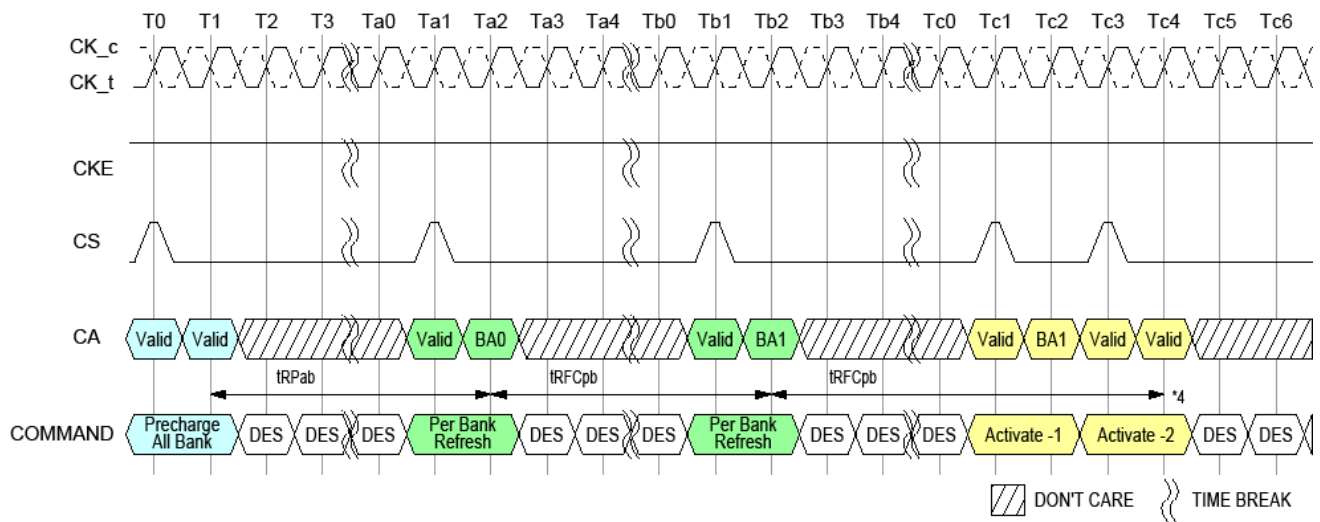 T0 T1 T2 T3 Ta0 Ta1 Ta2 Ta3 Ta4 Tb0 Tb1 Tb2 Tb3 Tb4 Tc0 Tc1 Tc2 Tc3 Tc4 Tc5 Tc6
CK_c
CK_t
CKE
CS
CA Valid Valid Valid BA0 Valid BA1 Valid BA1 Valid Valid
tRPab tRFCpb tRFCpb *4
COMMAND Precharge All Bank DES DES DES Per Bank Refresh DES DES DES Per Bank Refresh DES DES DES Activate -1 Activate -2 DES DES
DON'T CARE TIME BREAK